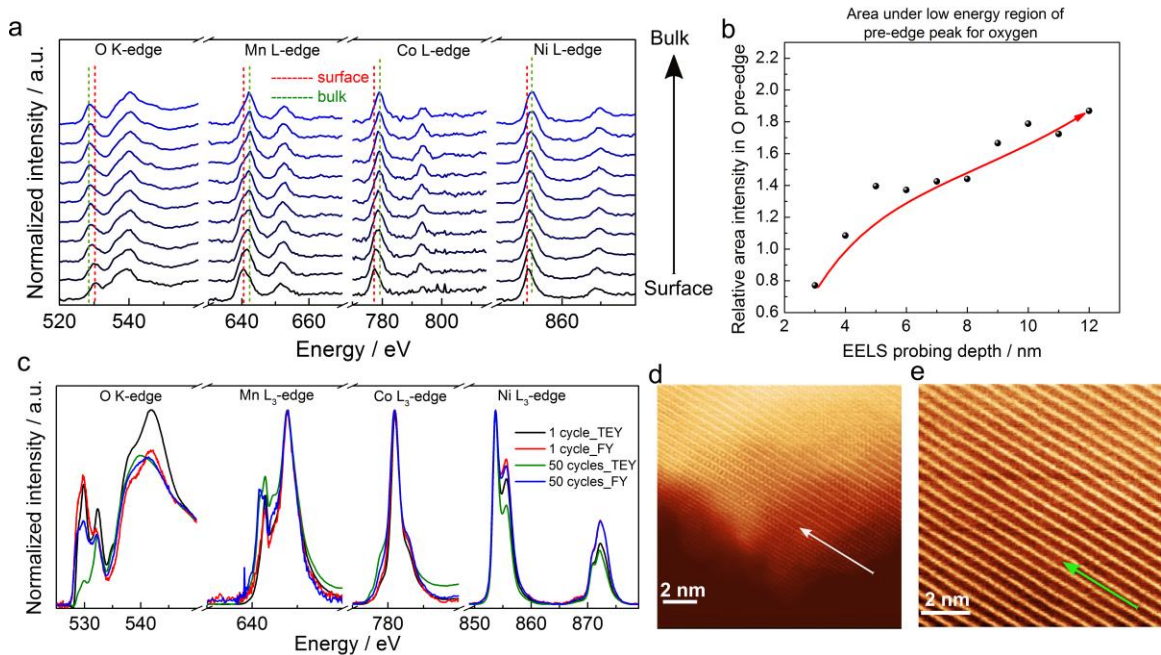 a
O K-edge
Mn L-edge
Co L-edge
Ni L-edge
surface
bulk
Normalized intensity / a.u.
520 540 640 660 780 800 860
Energy / eV
Bulk
Surface
b
Area under low energy region of
pre-edge peak for oxygen
Relative area intensity in O pre-edge
2.2
2.0
1.8
1.6
1.4
1.2
1.0
0.8
0.6
2 4 6 8 10 12
EELS probing depth / nm
c
O K-edge
Mn L3-edge
Co L3-edge
Ni L3-edge
1 cycle_TEY
1 cycle_FY
50 cycles_TEY
50 cycles_FY
Normalized intensity / a.u.
530 540 640 780 850 860 870
Energy / eV
d
2 nm
e
2 nm